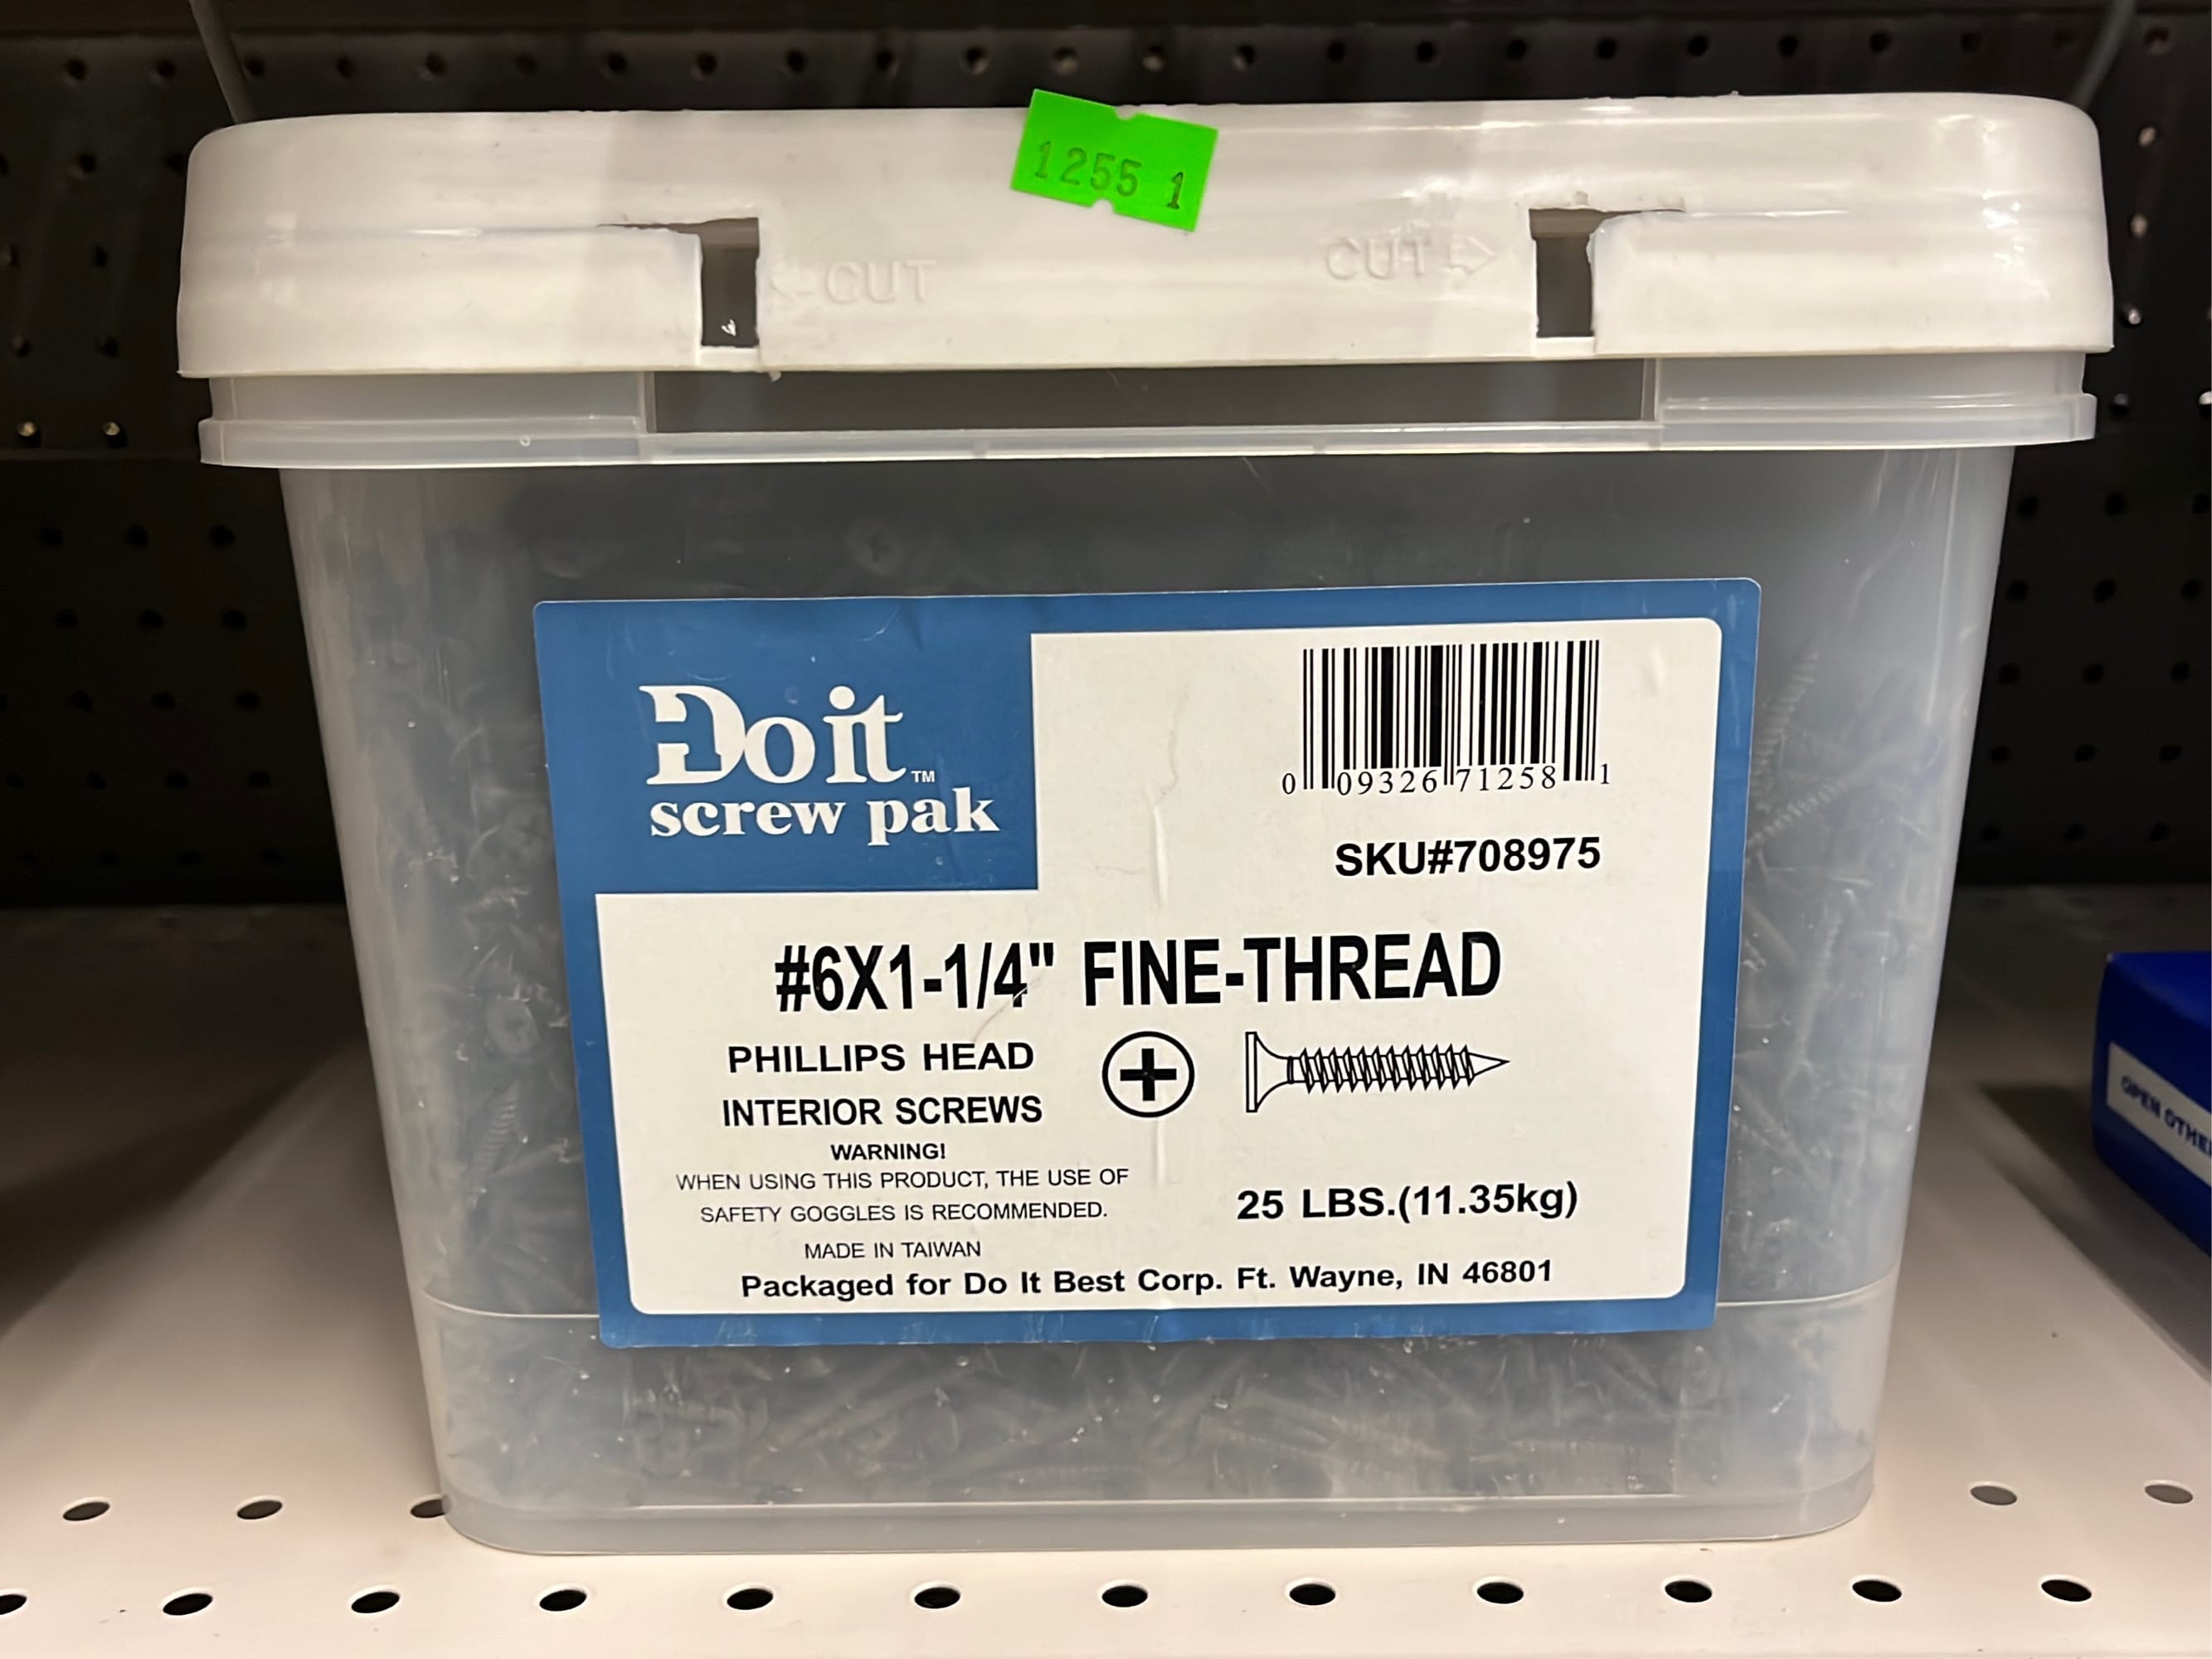 1255 1
CUT
CUT
Do it™
screw pak
0 09326 71258 1
SKU#708975
#6X1-1/4" FINE-THREAD
PHILLIPS HEAD
INTERIOR SCREWS
WARNING!
WHEN USING THIS PRODUCT, THE USE OF
SAFETY GOGGLES IS RECOMMENDED.
25 LBS.(11.35kg)
MADE IN TAIWAN
Packaged for Do It Best Corp. Ft. Wayne, IN 46801
OPEN